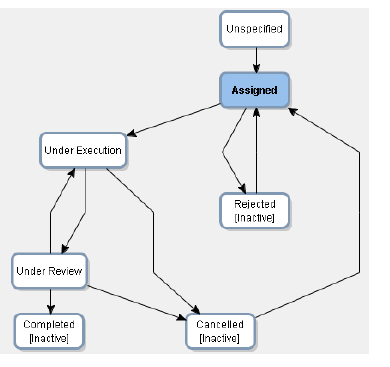 Unspecified
Assigned
Under Execution
Rejected
[Inactive]
Under Review
Completed
[Inactive]
Cancelled
[Inactive]